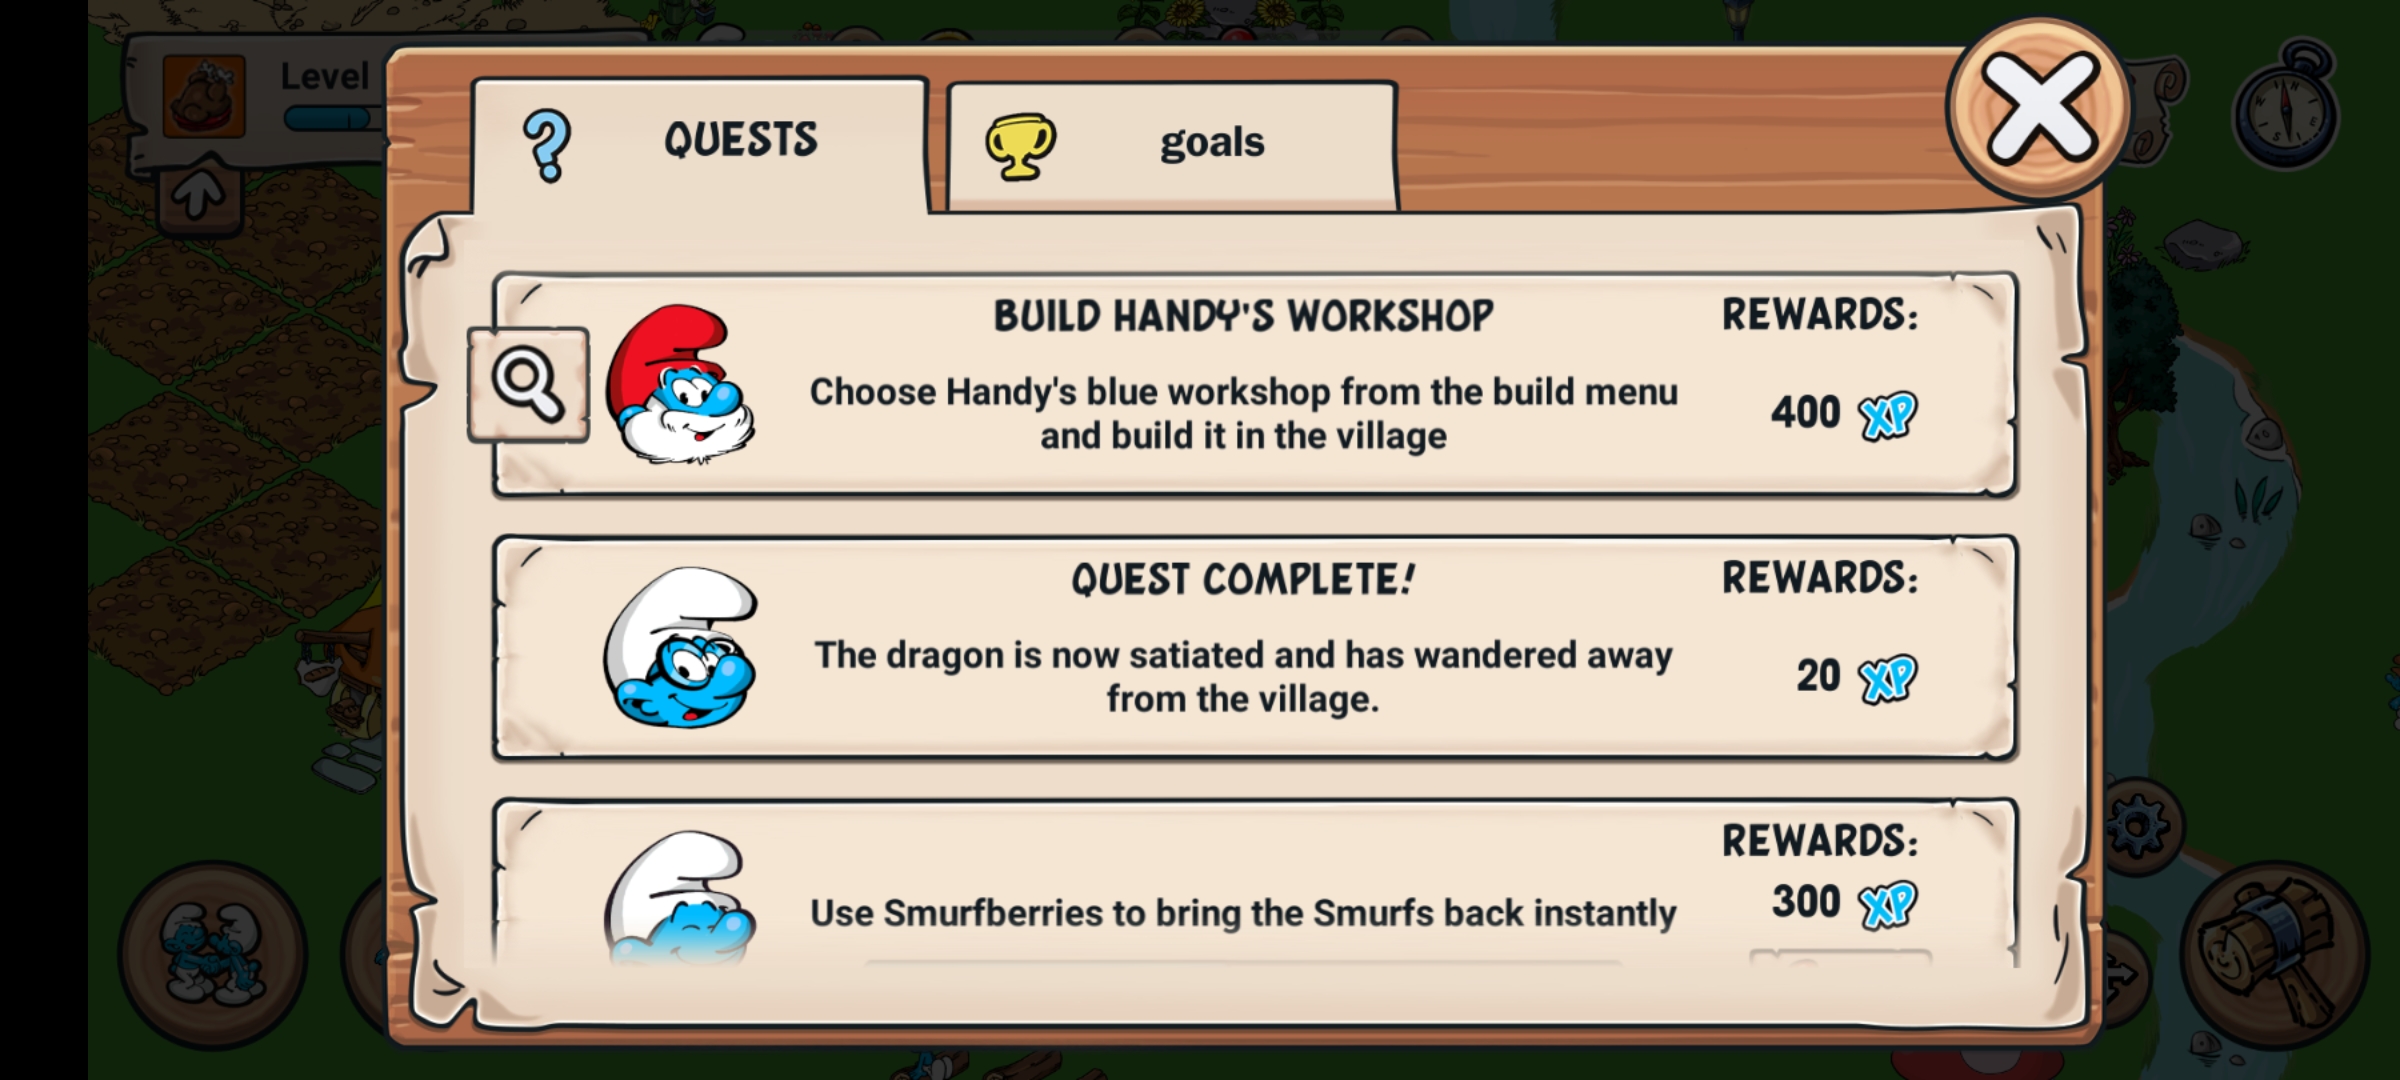 Level
QUESTS
goals
BUILD HANDY'S WORKSHOP
REWARDS:
Choose Handy's blue workshop from the build menu
and build it in the village
400 XP
QUEST COMPLETE!
REWARDS:
The dragon is now satiated and has wandered away
from the village.
20 XP
REWARDS:
Use Smurfberries to bring the Smurfs back instantly
300 XP